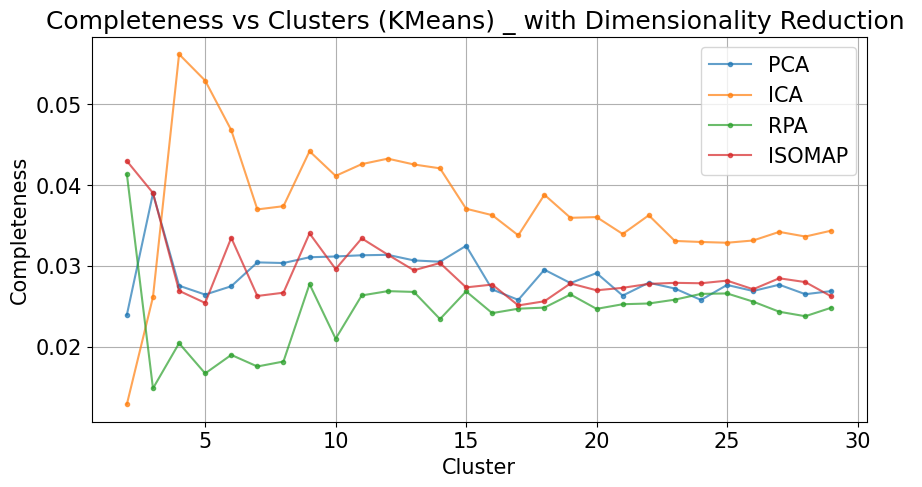 Completeness vs Clusters (KMeans) _ with Dimensionality Reduction
PCA
ICA
RPA
ISOMAP
0.05
0.04
0.03
0.02
Completeness
5 10 15 20 25 30
Cluster